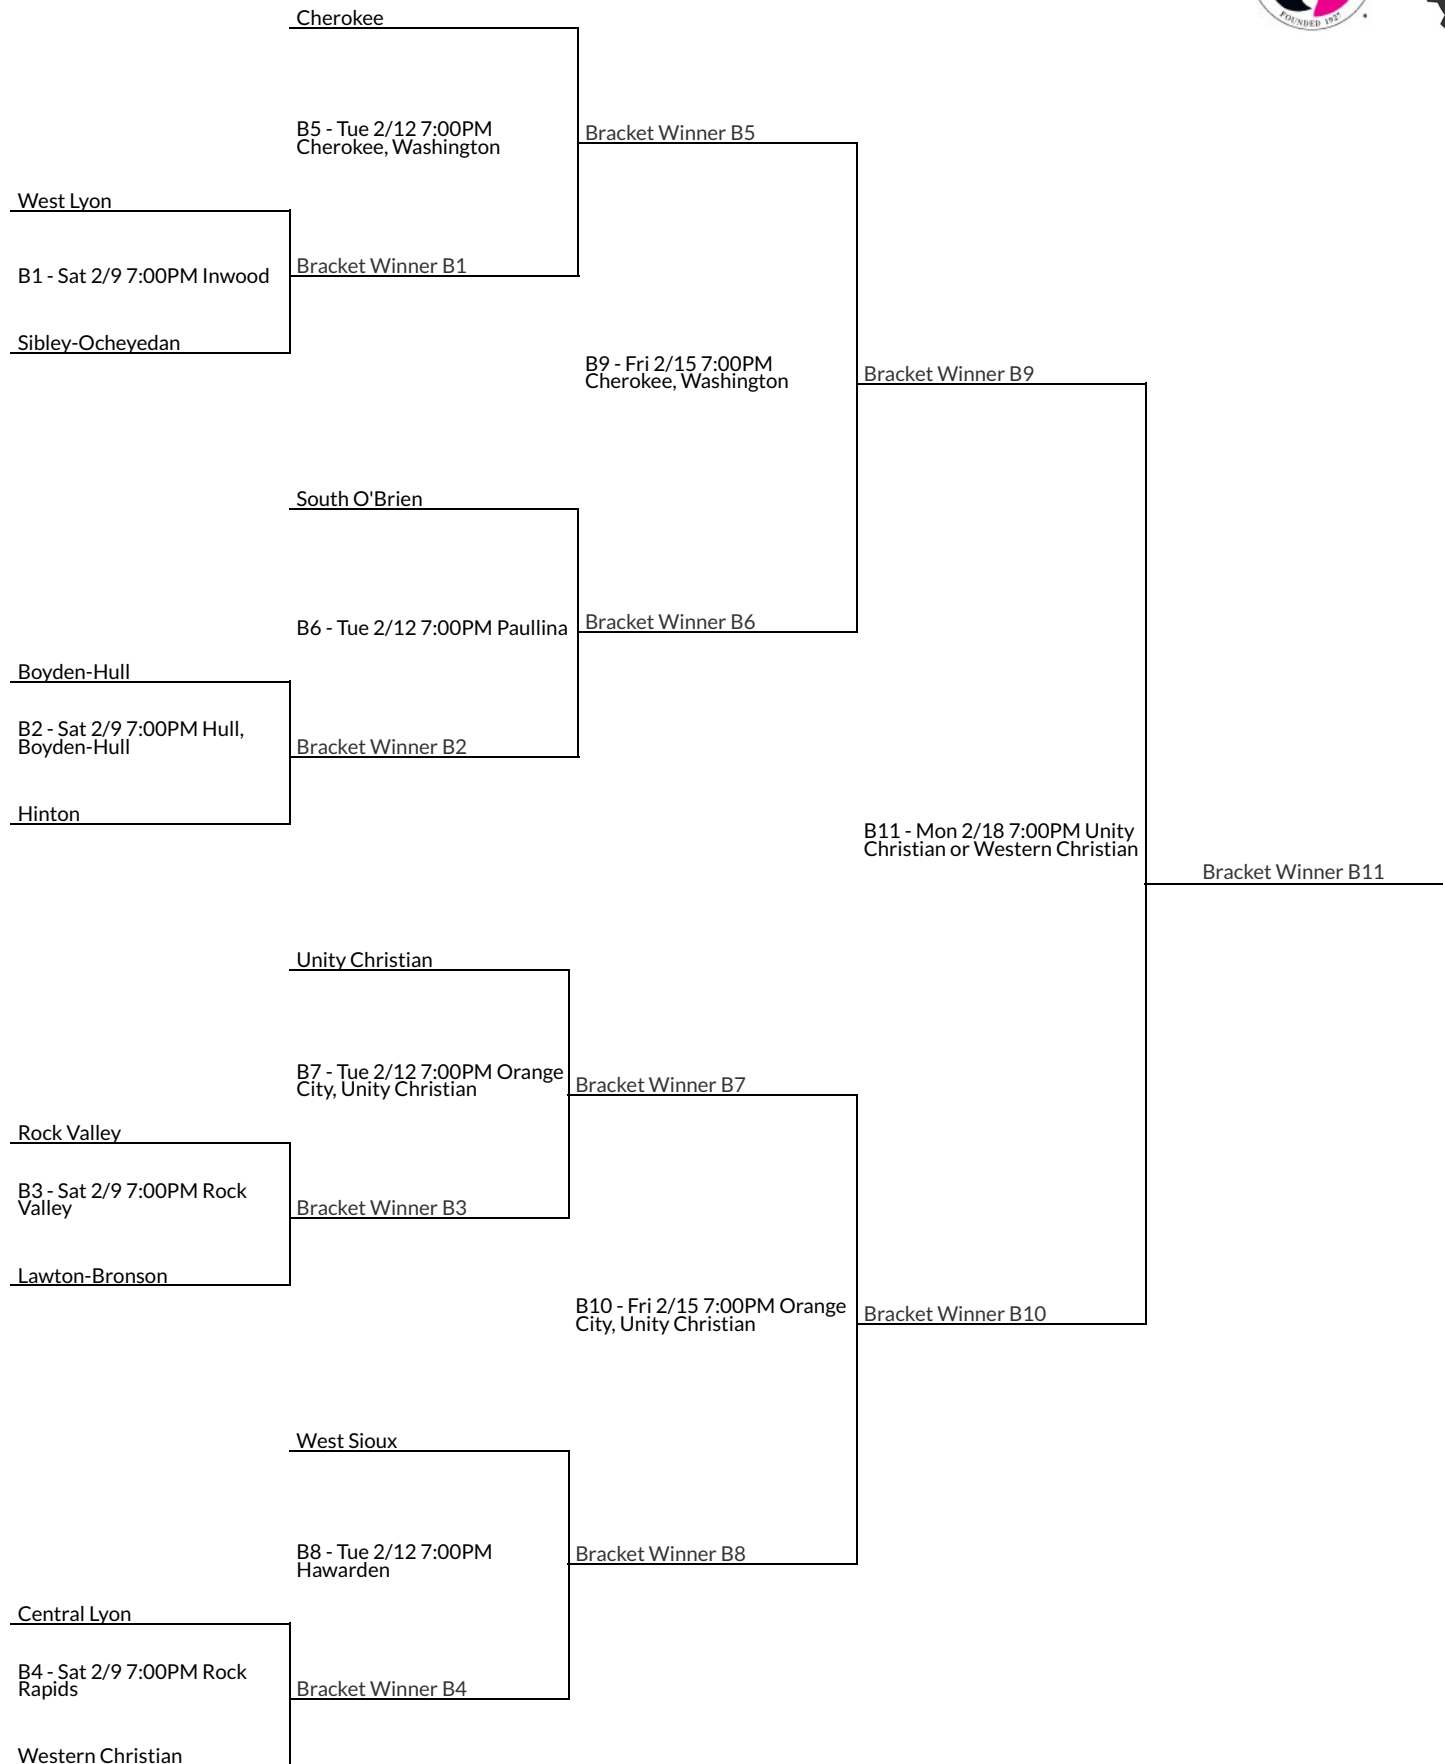 FOUNDED 1927
Cherokee
B5 - Tue 2/12 7:00PM
Cherokee, Washington
Bracket Winner B5
West Lyon
B1 - Sat 2/9 7:00PM Inwood
Bracket Winner B1
Sibley-Ocheyedan
B9 - Fri 2/15 7:00PM
Cherokee, Washington
Bracket Winner B9
South O'Brien
B6 - Tue 2/12 7:00PM Paullina
Bracket Winner B6
Boyden-Hull
B2 - Sat 2/9 7:00PM Hull,
Boyden-Hull
Bracket Winner B2
Hinton
B11 - Mon 2/18 7:00PM Unity
Christian or Western Christian
Bracket Winner B11
Unity Christian
B7 - Tue 2/12 7:00PM Orange
City, Unity Christian
Bracket Winner B7
Rock Valley
B3 - Sat 2/9 7:00PM Rock
Valley
Bracket Winner B3
Lawton-Bronson
B10 - Fri 2/15 7:00PM Orange
City, Unity Christian
Bracket Winner B10
West Sioux
B8 - Tue 2/12 7:00PM
Hawarden
Bracket Winner B8
Central Lyon
B4 - Sat 2/9 7:00PM Rock
Rapids
Bracket Winner B4
Western Christian